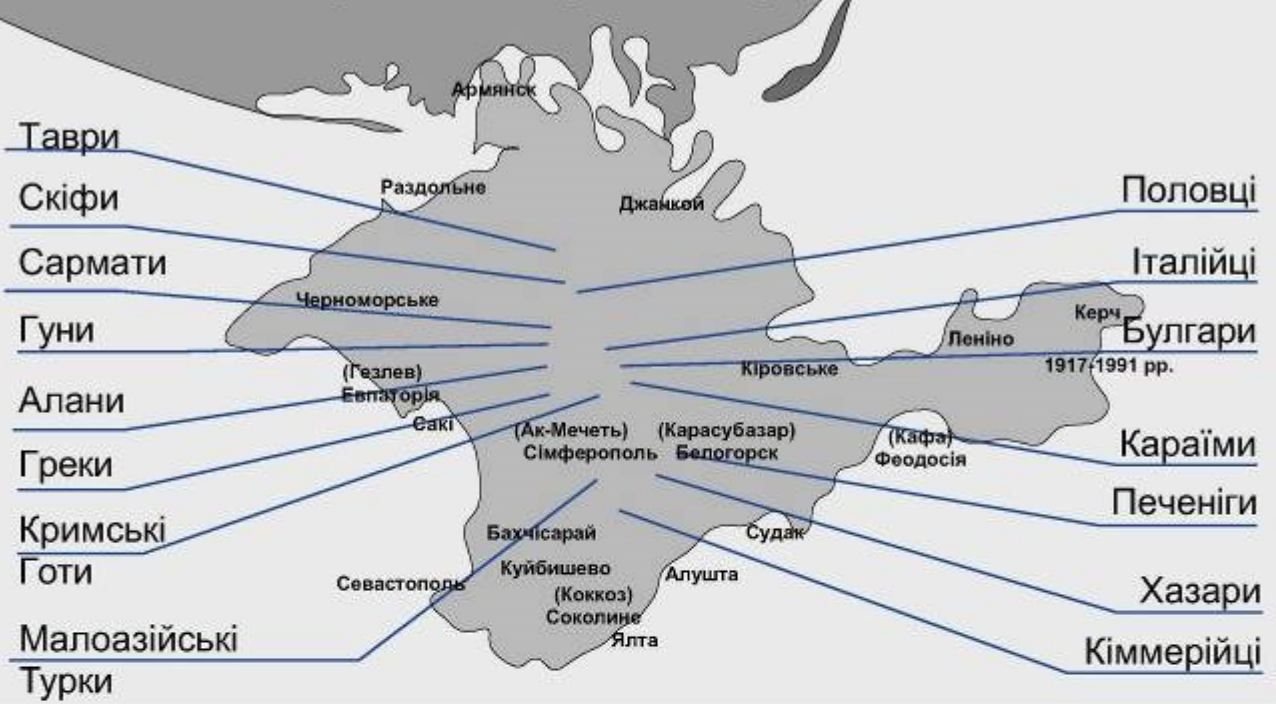 Армянск
Таври
Раздольне
Скіфи
Джанкой
Половці
Сармати
Італійці
Черноморське
Керч
Гуни
Леніно
Булгари
(Гезлев)
Евпаторія
Кіровське
1917-1991 рр.
Алани
Сакі
(Ак-Мечеть)
Сімферополь
(Карасубазар)
Белогорск
(Кафа)
Феодосія
Караїми
Греки
Печеніги
Кримські
Готи
Бахчісарай
Судак
Куйбишево
Севастополь
Алушта
(Коккоз)
Соколине
Хазари
Ялта
Малоазійські
Турки
Кіммерійці